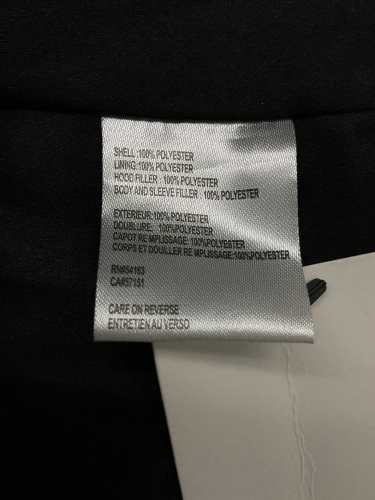 SHELL :100% POLYESTER
LINING:100% POLYESTER
HOOD FILLER : 100% POLYESTER
BODY AND SLEEVE FILLER : 100% POLYESTER
EXTERIEUR:100% POLYESTER
DOUBLURE: :100% POLYESTER
CAPOT RE MPLISSAGE:100% POLYESTER
CORPS ET DOUILLER RE MPLISSAGE:100%POLYESTER
RN#54163
CA#57151
CARE ON REVERSE
ENTRETIEN AU VERSO